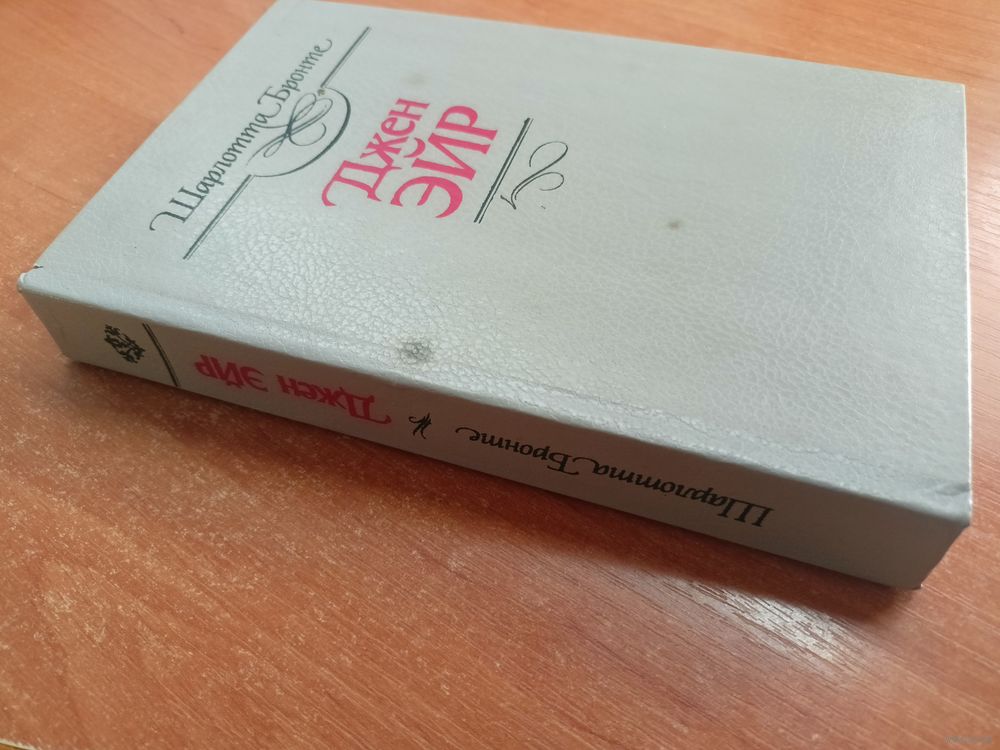 Шарлотта Бронте
Джен
Эйр
Шарлотта Бронте
Джен Эйр